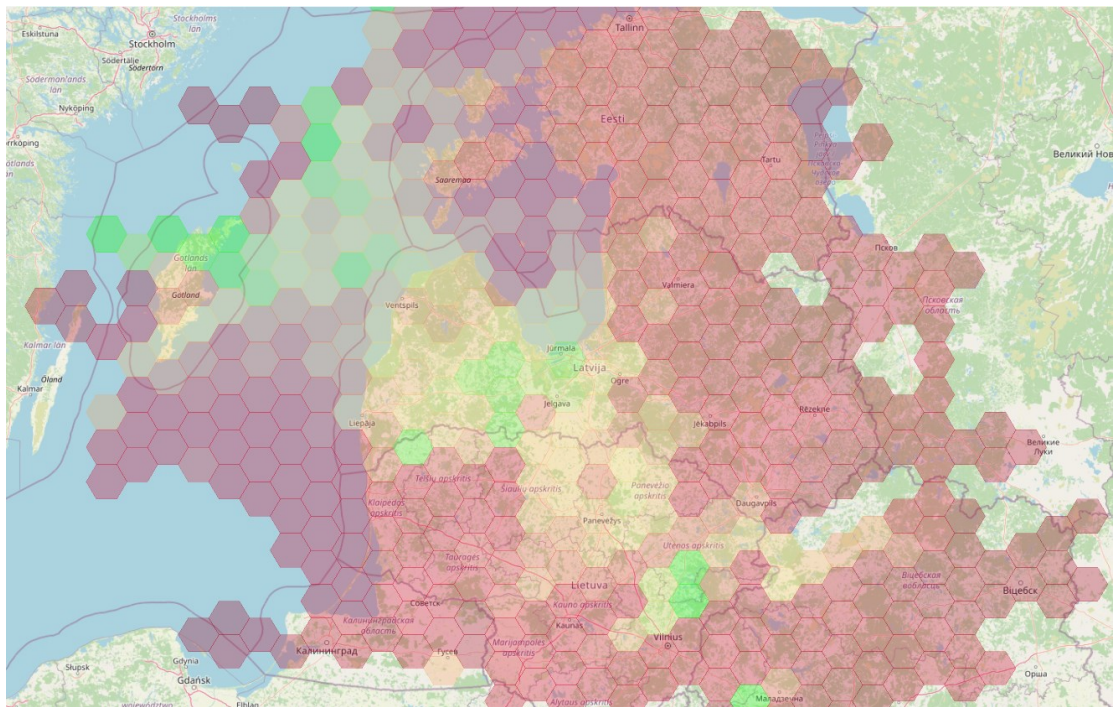 Stockholms
län
Eskilstuna
Stockholm
Tallinn
Södertälje
Södermanlands
län
Södertörn
Nyköping
Eesti
Великий Нов
Tartu
Saaremaa
Псков
Gotlands
län
Gotland
Ventspils
Valmiera
Псковская
область
Kalmar län
Öland
Kalmar
Jūrmala
Latvija
Ogre
Jelgava
Liepāja
Jēkabpils
Rēzekne
Великие
Луки
Telšių apskritis
Šiaulių apskritis
Panevėžio
apskritis
Daugavpils
Klaipėdos
apskritis
Panevėžys
Utenos apskritis
Tauragės
apskritis
Lietuva
Віцебская
вобласць
Віцебск
Советск
Kauno apskritis
Kaunas
Калининградская
область
Vilnius
Marijampolės
apskritis
Калининград
Гусев
Słupsk
Gdynia
Gdańsk
Elbląg
województwo
Alytaus apskritis
Маладзечна
Орша